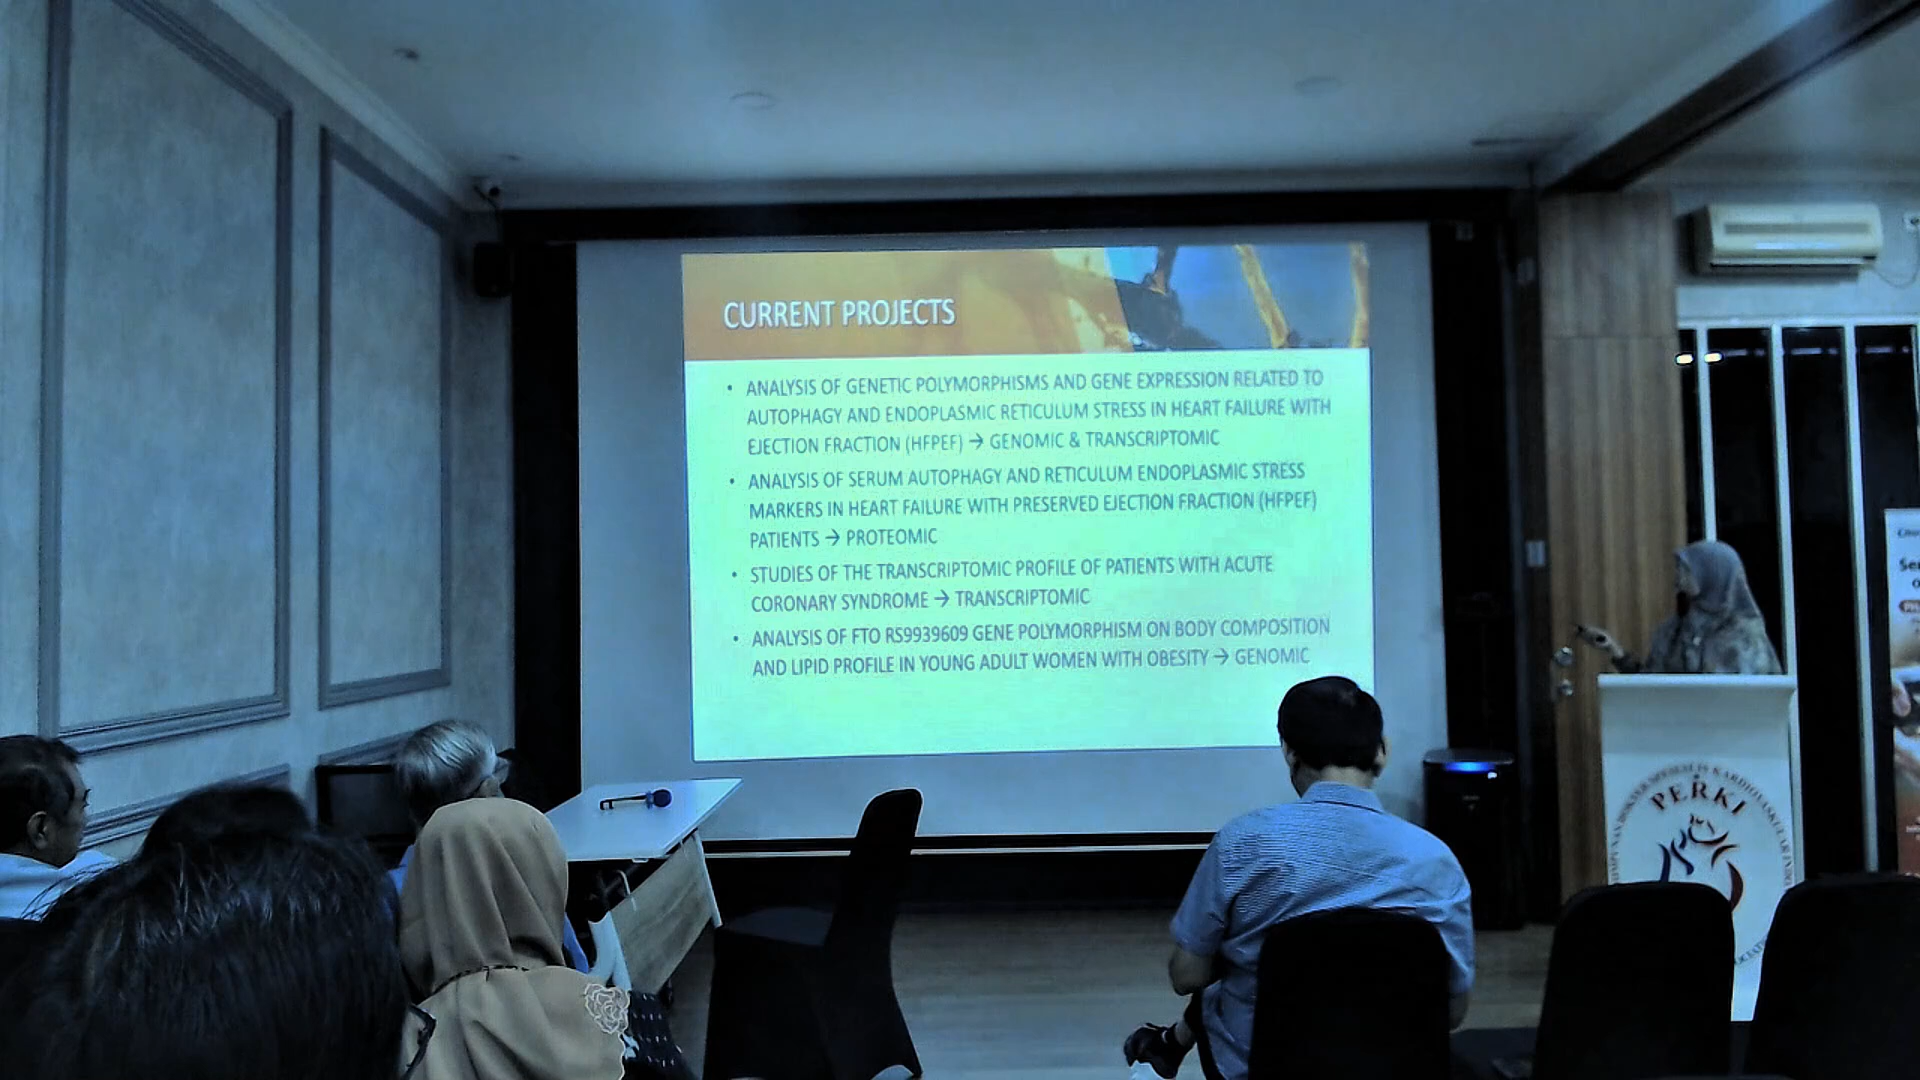 CURRENT PROJECTS
• ANALYSIS OF GENETIC POLYMORPHISMS AND GENE EXPRESSION RELATED TO
AUTOPHAGY AND ENDOPLASMIC RETICULUM STRESS IN HEART FAILURE WITH
EJECTION FRACTION (HFPEF) → GENOMIC & TRANSCRIPTOMIC
• ANALYSIS OF SERUM AUTOPHAGY AND RETICULUM ENDOPLASMIC STRESS
MARKERS IN HEART FAILURE WITH PRESERVED EJECTION FRACTION (HFPEF)
PATIENTS → PROTEOMIC
• STUDIES OF THE TRANSCRIPTOMIC PROFILE OF PATIENTS WITH ACUTE
CORONARY SYNDROME → TRANSCRIPTOMIC
• ANALYSIS OF FTO RS9939609 GENE POLYMORPHISM ON BODY COMPOSITION
AND LIPID PROFILE IN YOUNG ADULT WOMEN WITH OBESITY → GENOMIC
PERKI